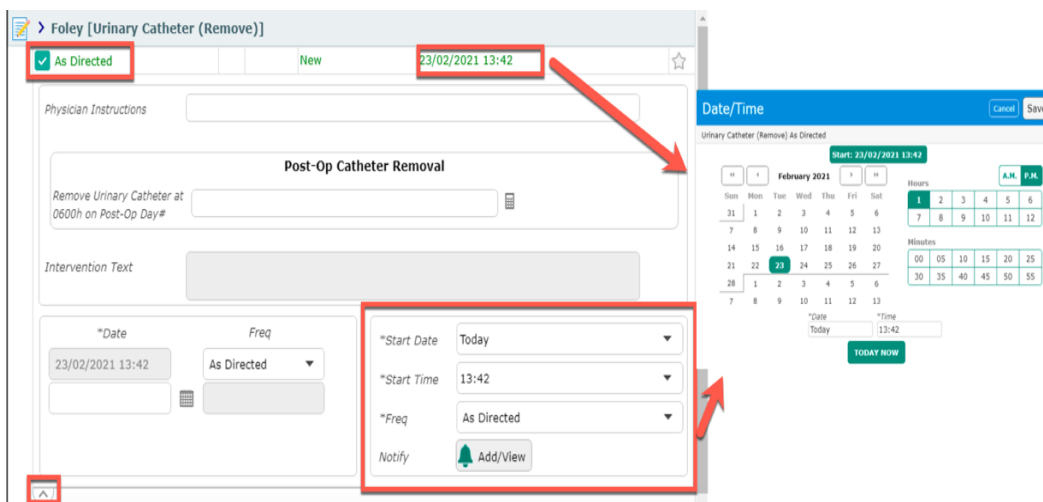 Foley [Urinary Catheter (Remove)]
As Directed New 23/02/2021 13:42
Physician Instructions
Post-Op Catheter Removal
Remove Urinary Catheter at
0600h on Post-Op Day#
Intervention Text
*Date Freq
23/02/2021 13:42 As Directed
*Start Date Today
*Start Time 13:42
*Freq As Directed
Notify Add/View
Date/Time Cancel Save
Urinary Catheter (Remove) As Directed
Start: 23/02/2021 13:42
February 2021
Sun Mon Tue Wed Thu Fri Sat
31 1 2 3 4 5 6
7 8 9 10 11 12 13
14 15 16 17 18 19 20
21 22 23 24 25 26 27
28 1 2 3 4 5 6
7 8 9 10 11 12 13
Hours A.M. P.M.
1 2 3 4 5 6
7 8 9 10 11 12
Minutes
00 05 10 15 20 25
30 35 40 45 50 55
*Date *Time
Today 13:42
TODAY NOW